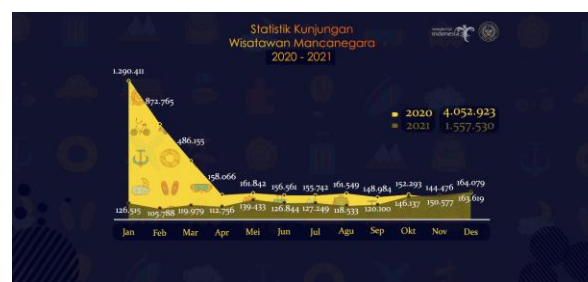 Statistik Kunjungan
Wisatawan Mancanegara
2020 - 2021
indonesia
1.290.411
872.765
486.155
158.066
161.842 156.561 155.742 161.549 148.984 152.293 144.476 164.079
2020 4.052.923
2021 1.557.530
126.515 105.788 119.979 112.756 139.433 126.844 127.249 118.533 120.100 146.137 150.577 163.619
Jan Feb Mar Apr Mei Jun Jul Agu Sep Okt Nov Des